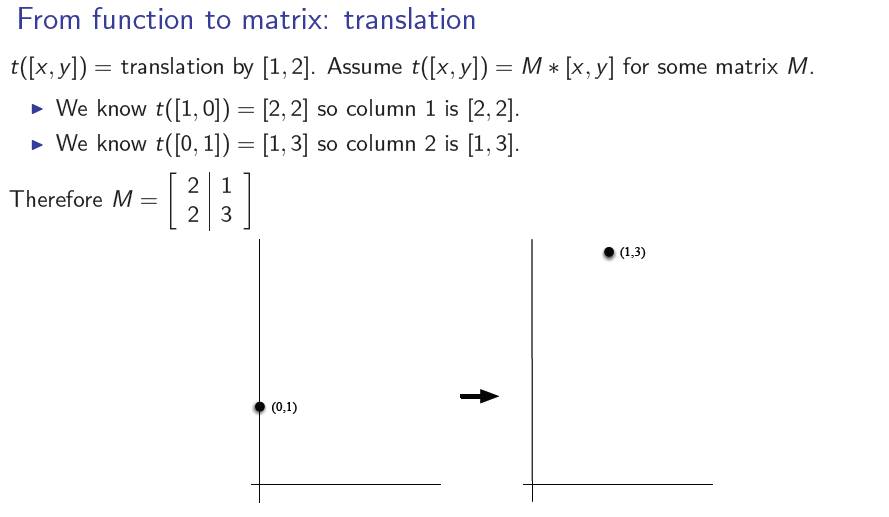 From function to matrix: translation
t([x, y]) = translation by [1, 2]. Assume t([x, y]) = M ∗ [x, y] for some matrix M.
▶ We know t([1, 0]) = [2, 2] so column 1 is [2, 2].
▶ We know t([0, 1]) = [1, 3] so column 2 is [1, 3].
Therefore M = [ 2 | 1
2 | 3 ]
(1,3)
(0,1)